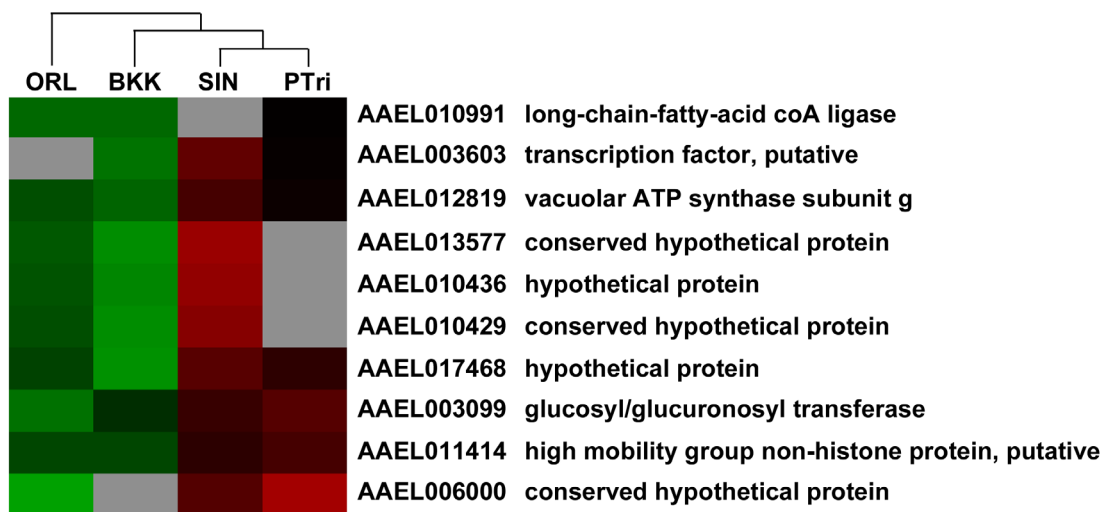 ORL BKK SIN PTri
AAEL010991 long-chain-fatty-acid coA ligase
AAEL003603 transcription factor, putative
AAEL012819 vacuolar ATP synthase subunit g
AAEL013577 conserved hypothetical protein
AAEL010436 hypothetical protein
AAEL010429 conserved hypothetical protein
AAEL017468 hypothetical protein
AAEL003099 glucosyl/glucuronosyl transferase
AAEL011414 high mobility group non-histone protein, putative
AAEL006000 conserved hypothetical protein